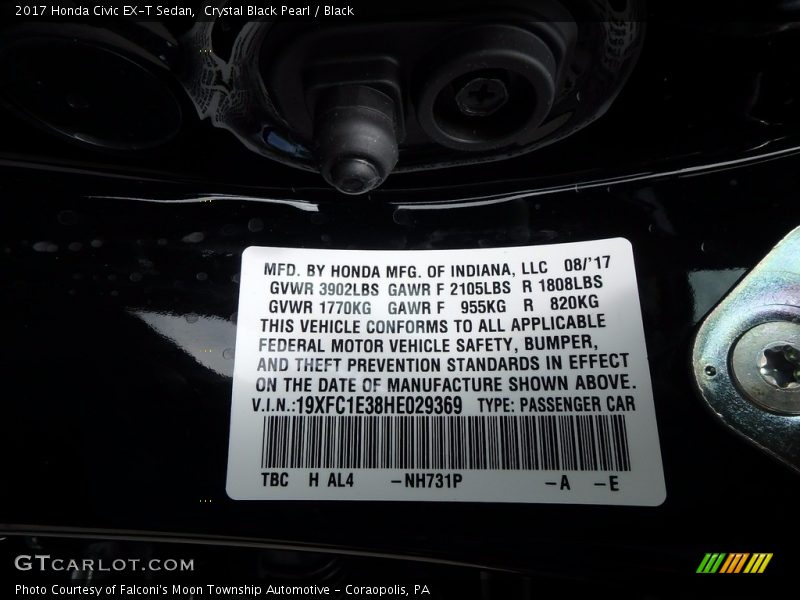 2017 Honda Civic EX-T Sedan,  Crystal Black Pearl / Black
MFD. BY HONDA MFG. OF INDIANA, LLC  08/'17
GVWR 3902LBS  GAWR F 2105LBS  R 1808LBS
GVWR 1770KG  GAWR F 955KG  R 820KG
THIS VEHICLE CONFORMS TO ALL APPLICABLE
FEDERAL MOTOR VEHICLE SAFETY, BUMPER,
AND THEFT PREVENTION STANDARDS IN EFFECT
ON THE DATE OF MANUFACTURE SHOWN ABOVE.
V.I.N.:19XFC1E38HE029369  TYPE: PASSENGER CAR
TBC  H AL4  -NH731P  -A  -E
GTCARLOT.COM
Photo Courtesy of Falconi's Moon Township Automotive - Coraopolis, PA